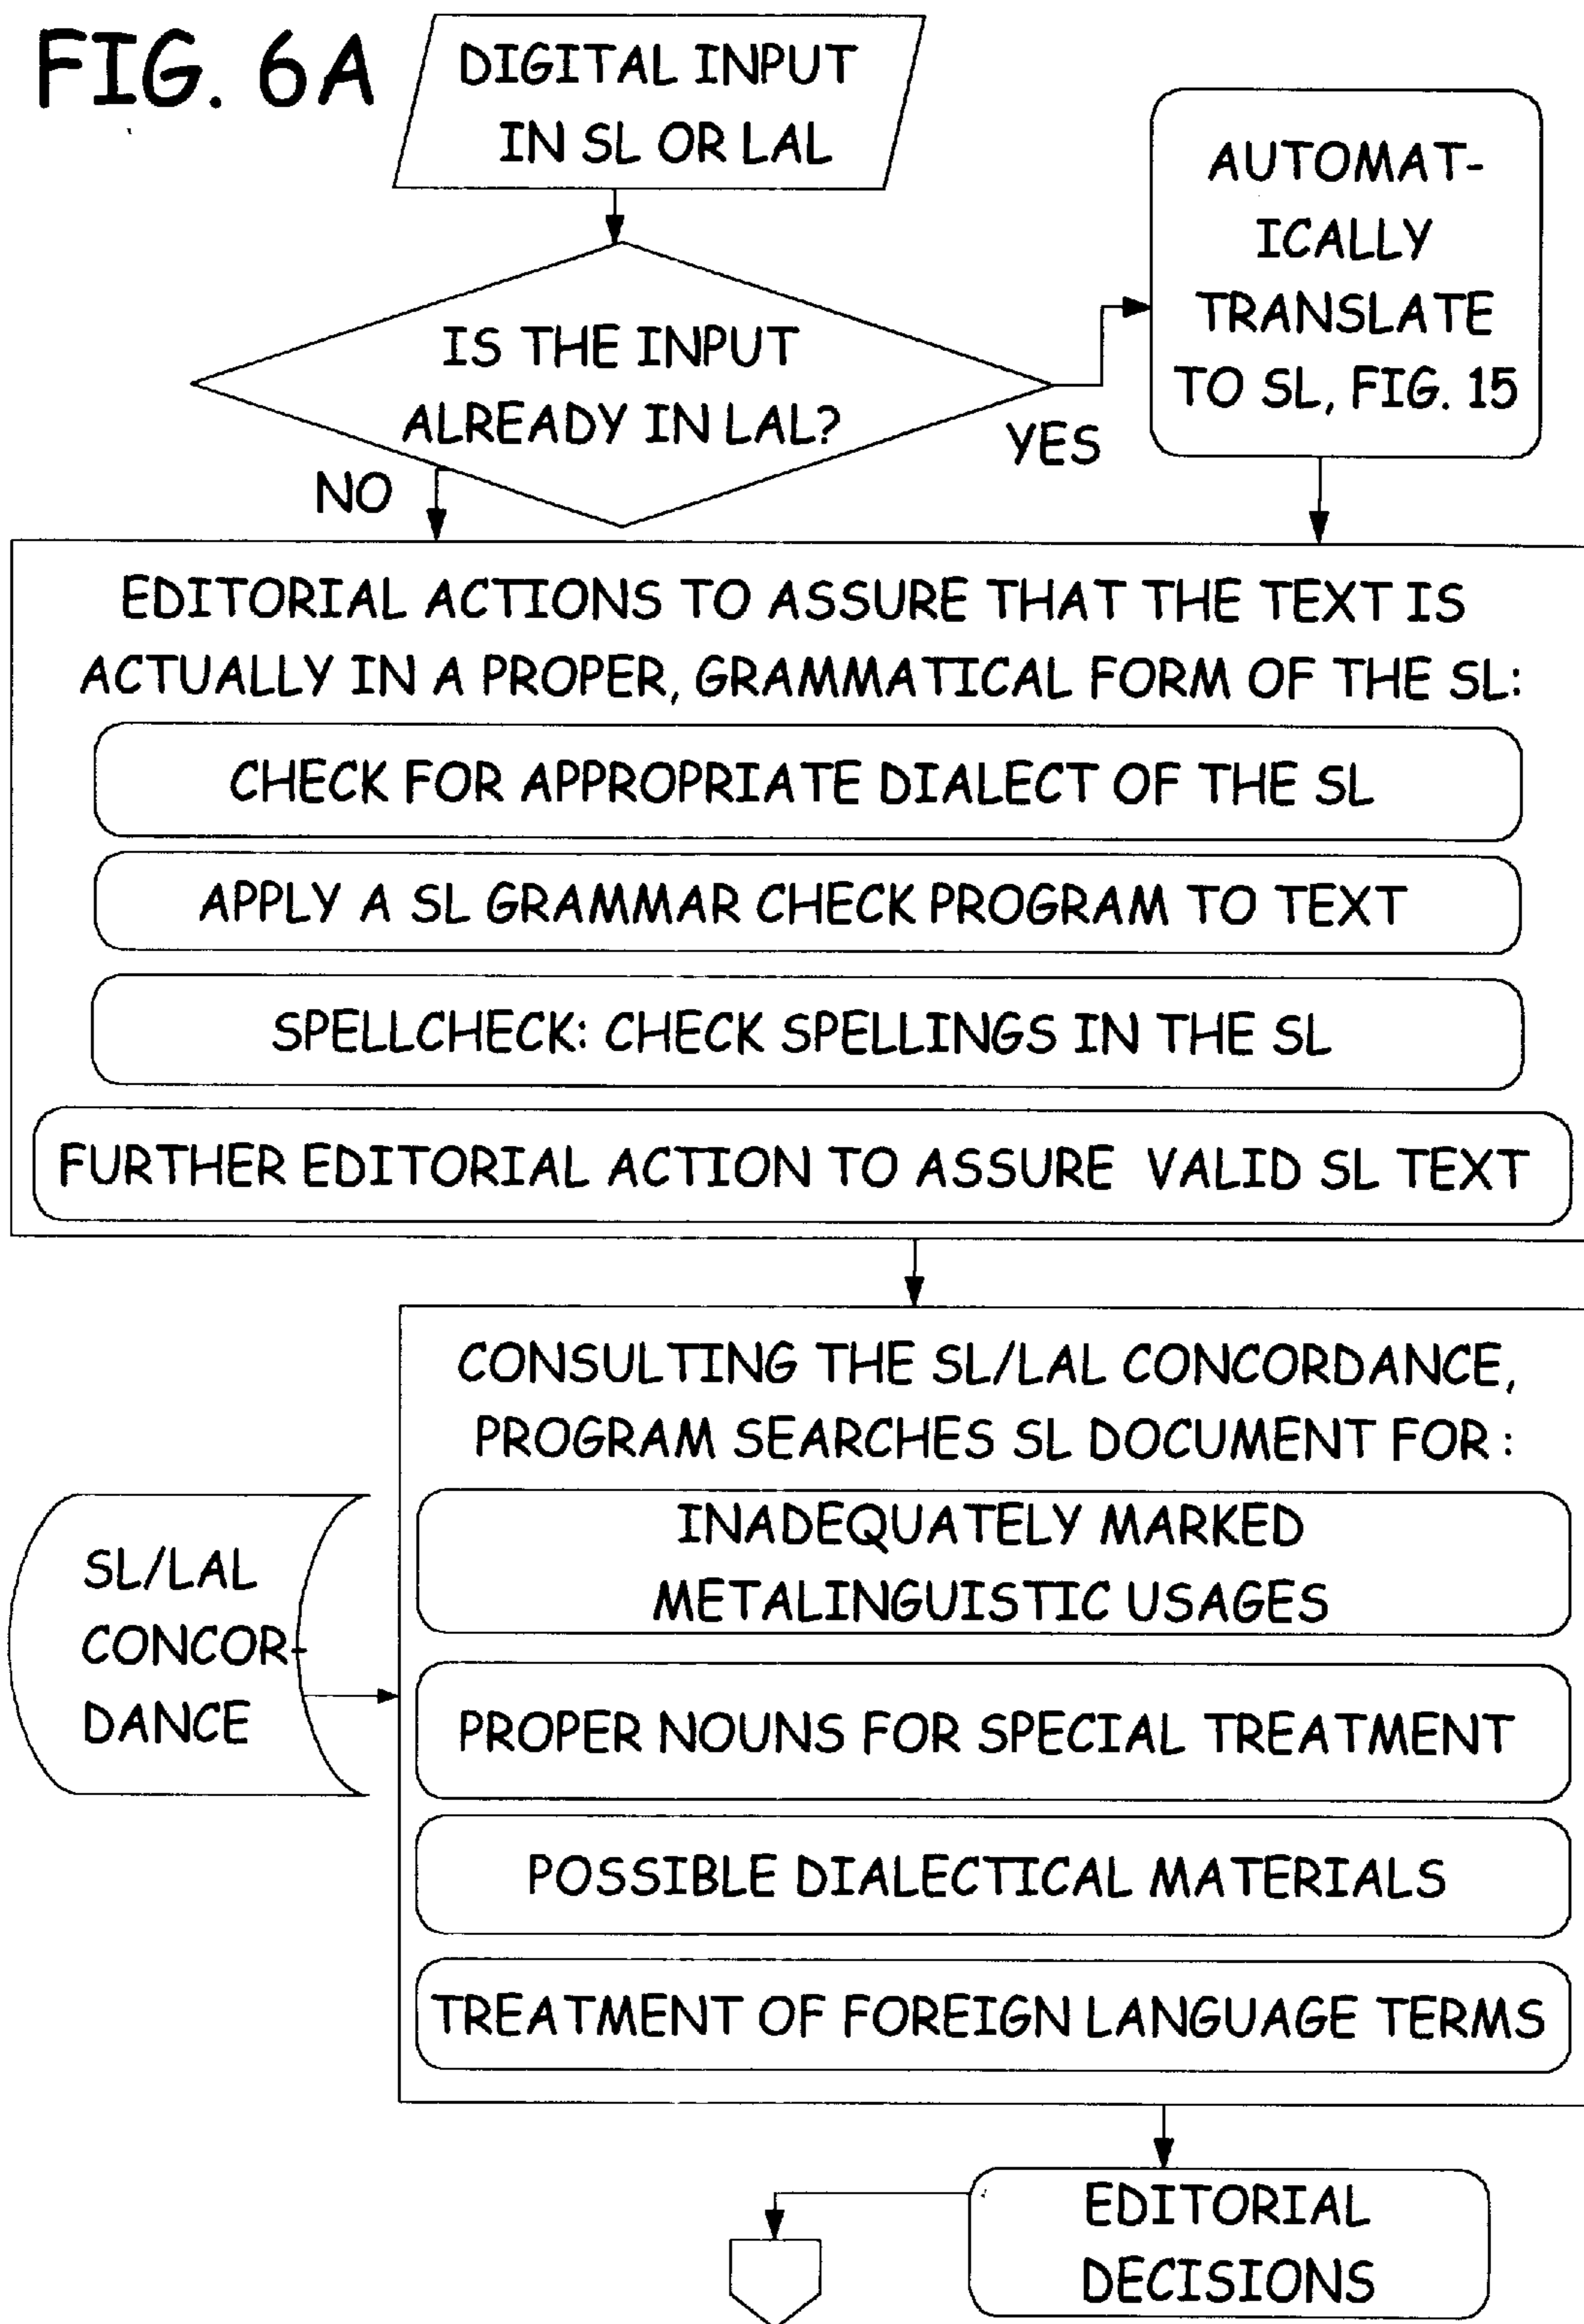 FIG. 6A
DIGITAL INPUT
IN SL OR LAL
AUTOMAT-
ICALLY
TRANSLATE
TO SL, FIG. 15
IS THE INPUT
ALREADY IN LAL?
YES
NO
EDITORIAL ACTIONS TO ASSURE THAT THE TEXT IS
ACTUALLY IN A PROPER, GRAMMATICAL FORM OF THE SL:
CHECK FOR APPROPRIATE DIALECT OF THE SL
APPLY A SL GRAMMAR CHECK PROGRAM TO TEXT
SPELLCHECK: CHECK SPELLINGS IN THE SL
FURTHER EDITORIAL ACTION TO ASSURE VALID SL TEXT
CONSULTING THE SL/LAL CONCORDANCE,
PROGRAM SEARCHES SL DOCUMENT FOR :
SL/LAL
CONCOR-
DANCE
INADEQUATELY MARKED
METALINGUISTIC USAGES
PROPER NOUNS FOR SPECIAL TREATMENT
POSSIBLE DIALECTICAL MATERIALS
TREATMENT OF FOREIGN LANGUAGE TERMS
EDITORIAL
DECISIONS